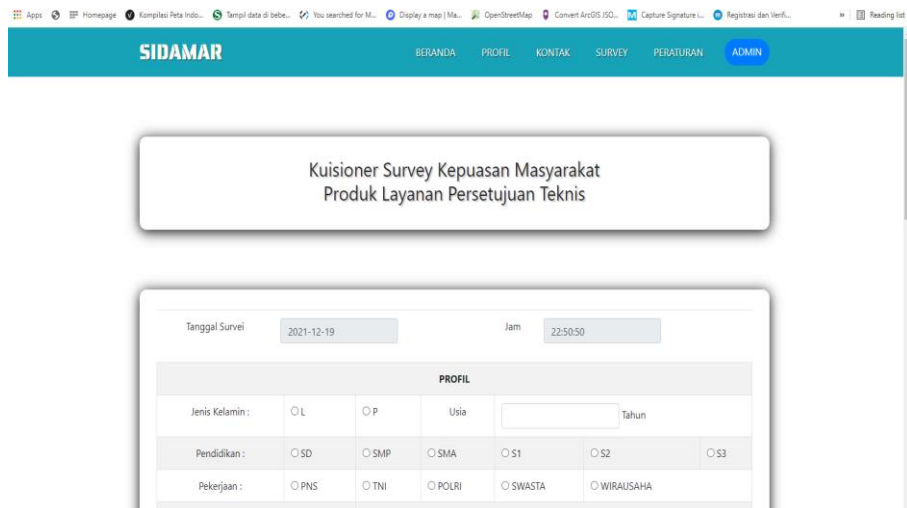 Apps Homepage Kompilasi Peta Indo... Tampil data di bebe... You searched for M... Display a map | Ma... OpenStreetMap Convert ArcGIS JSO... Capture Signature i... Registrasi dan Verifi... » Reading list
SIDAMAR BERANDA PROFIL KONTAK SURVEY PERATURAN ADMIN
Kuisioner Survey Kepuasan Masyarakat
Produk Layanan Persetujuan Teknis
Tanggal Survei 2021-12-19 Jam 22:50:50
PROFIL
Jenis Kelamin : L P Usia Tahun
Pendidikan : SD SMP SMA S1 S2 S3
Pekerjaan : PNS TNI POLRI SWASTA WIRAUSAHA